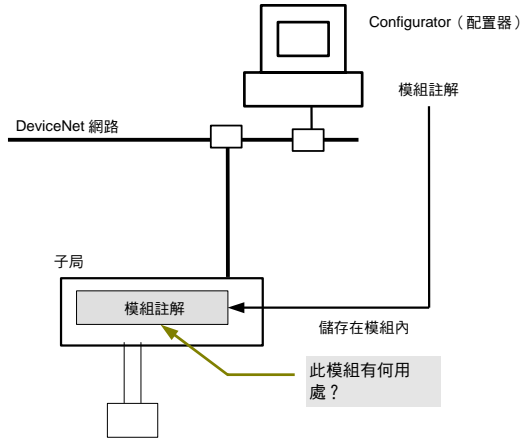 Configurator（配置器）
模組註解
DeviceNet 網路
子局
模組註解
儲存在模組內
此模組有何用
處？